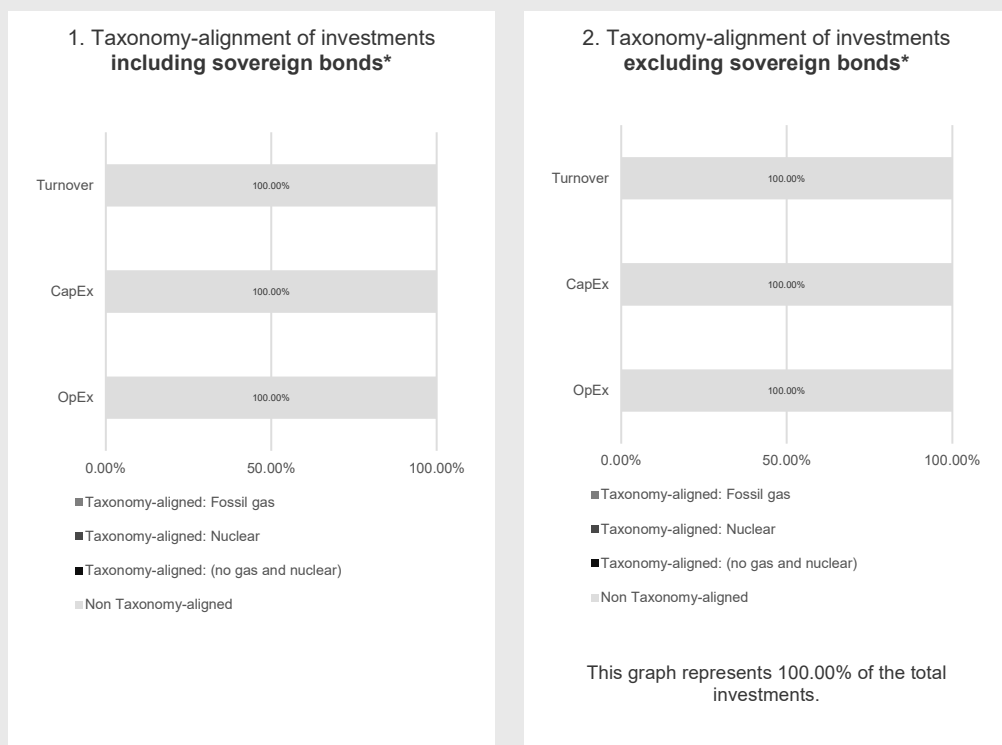 1. Taxonomy-alignment of investments
including sovereign bonds*
Turnover
100.00%
CapEx
100.00%
OpEx
100.00%
0.00%
50.00%
100.00%
Taxonomy-aligned: Fossil gas
Taxonomy-aligned: Nuclear
Taxonomy-aligned: (no gas and nuclear)
Non Taxonomy-aligned
2. Taxonomy-alignment of investments
excluding sovereign bonds*
Turnover
100.00%
CapEx
100.00%
OpEx
100.00%
0.00%
50.00%
100.00%
Taxonomy-aligned: Fossil gas
Taxonomy-aligned: Nuclear
Taxonomy-aligned: (no gas and nuclear)
Non Taxonomy-aligned
This graph represents 100.00% of the total
investments.